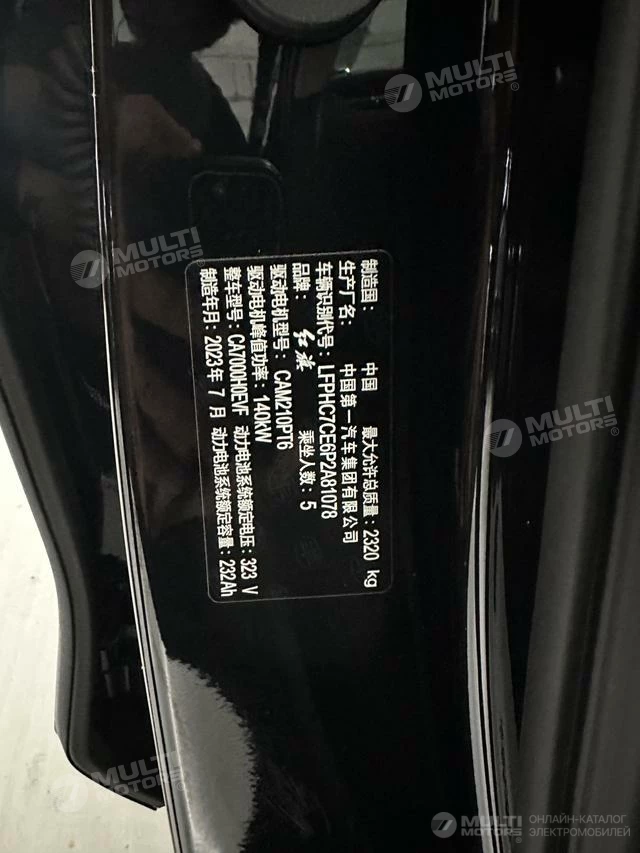 制造国: 中国 最大允许总质量: 2320 kg
生产厂名: 中国第一汽车集团有限公司
车辆识别代号: LFPHC7CE6P2A81078
品牌: 红旗 乘坐人数: 5
驱动电机型号: CAM210PT6
驱动电机峰值功率: 140kW
整车型号: CA7000H0EVF 动力电池系统额定电压: 323 V
制造年月: 2023年 7 月 动力电池系统额定容量: 232Ah
MULTI MOTORS®
MULTI MOTORS®
MULTI MOTORS®
MULTI MOTORS®
MULTI MOTORS®
MULTI MOTORS®
ОНЛАЙН-КАТАЛОГ
ЭЛЕКТРОМОБИЛЕЙ